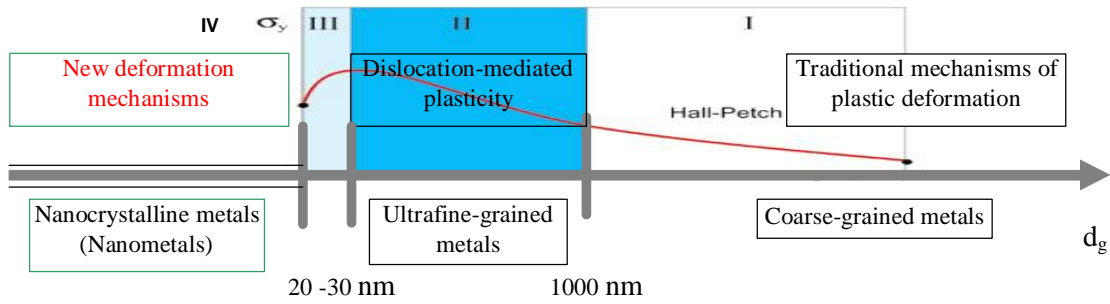 IV σy III II I
New deformation
mechanisms
Dislocation-mediated
plasticity
Traditional mechanisms of
plastic deformation
Hall-Petch
Nanocrystalline metals
(Nanometals)
Ultrafine-grained
metals
Coarse-grained metals
dg
20 -30 nm
1000 nm